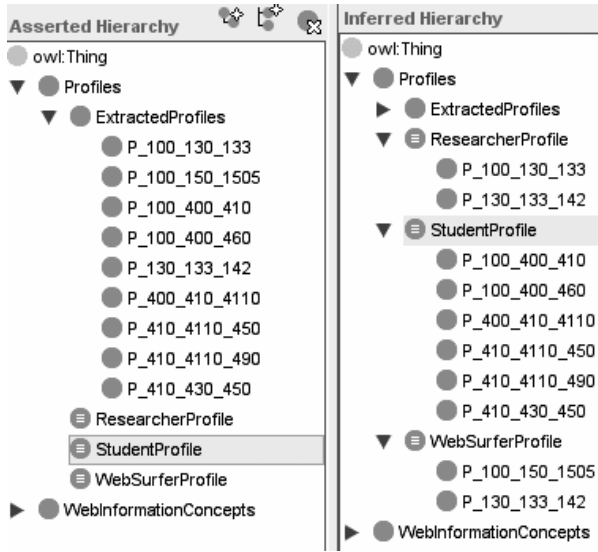 Asserted Hierarchy
owl:Thing
Profiles
ExtractedProfiles
P_100_130_133
P_100_150_1505
P_100_400_410
P_100_400_460
P_130_133_142
P_400_410_4110
P_410_4110_450
P_410_4110_490
P_410_430_450
ResearcherProfile
StudentProfile
WebSurferProfile
WebInformationConcepts
Inferred Hierarchy
owl:Thing
Profiles
ExtractedProfiles
ResearcherProfile
P_100_130_133
P_130_133_142
StudentProfile
P_100_400_410
P_100_400_460
P_400_410_4110
P_410_4110_450
P_410_4110_490
P_410_430_450
WebSurferProfile
P_100_150_1505
P_130_133_142
WebInformationConcepts